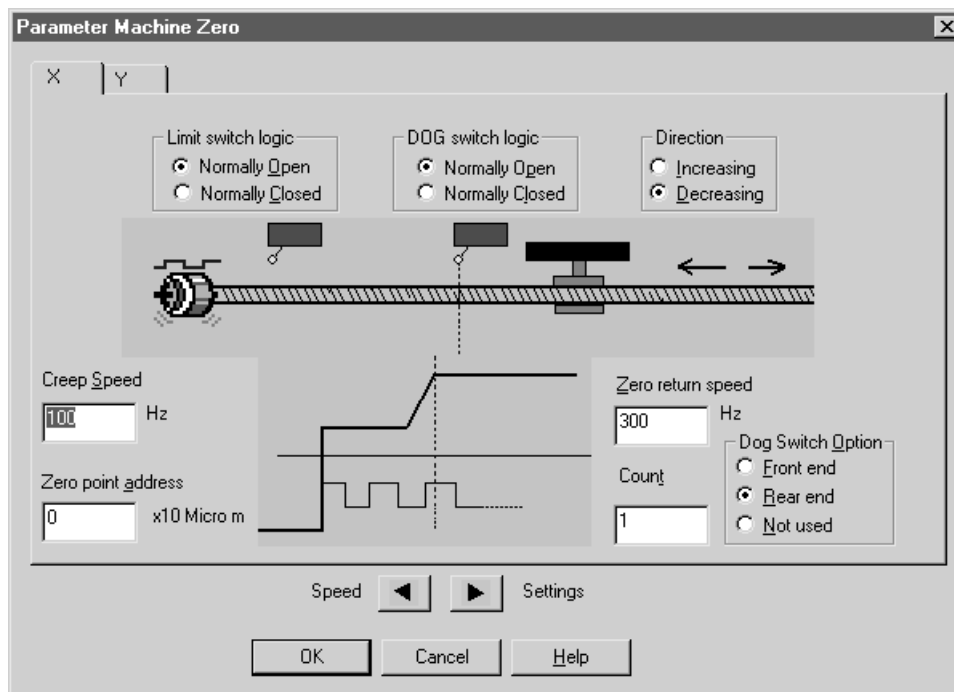 Parameter Machine Zero
X
Y
Limit switch logic
Normally Open
Normally Closed
DOG switch logic
Normally Open
Normally Closed
Direction
Increasing
Decreasing
Creep Speed
100 Hz
Zero point address
0 x10 Micro m
Zero return speed
300 Hz
Count
1
Dog Switch Option
Front end
Rear end
Not used
Speed
Settings
OK
Cancel
Help